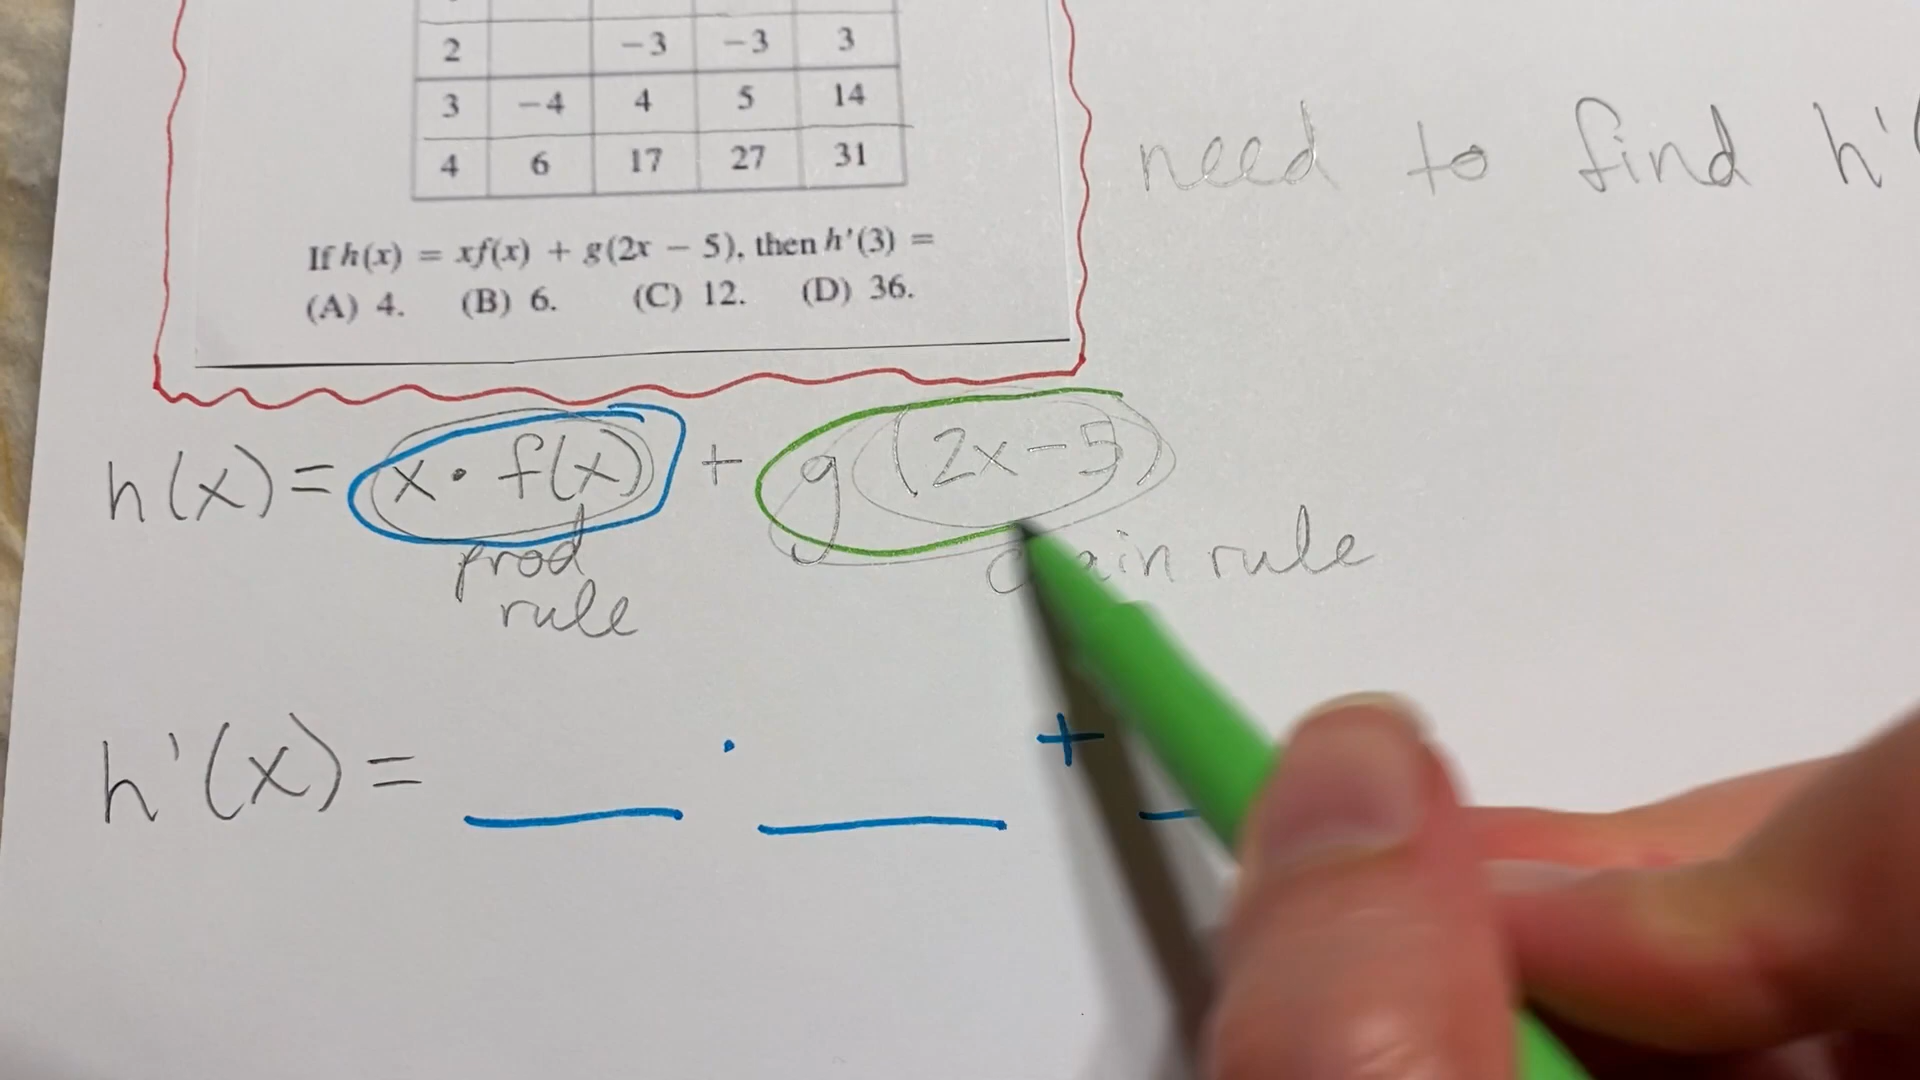 2 −3 −3 3
3 −4 4 5 14
4 6 17 27 31
If h(x) = xf(x) + g(2x − 5), then h'(3) =
(A) 4. (B) 6. (C) 12. (D) 36.
need to find h'(
h(x) = x · f(x) + g(2x-5)
prod
rule
chain rule
h'(x) = ___ · ___ + _